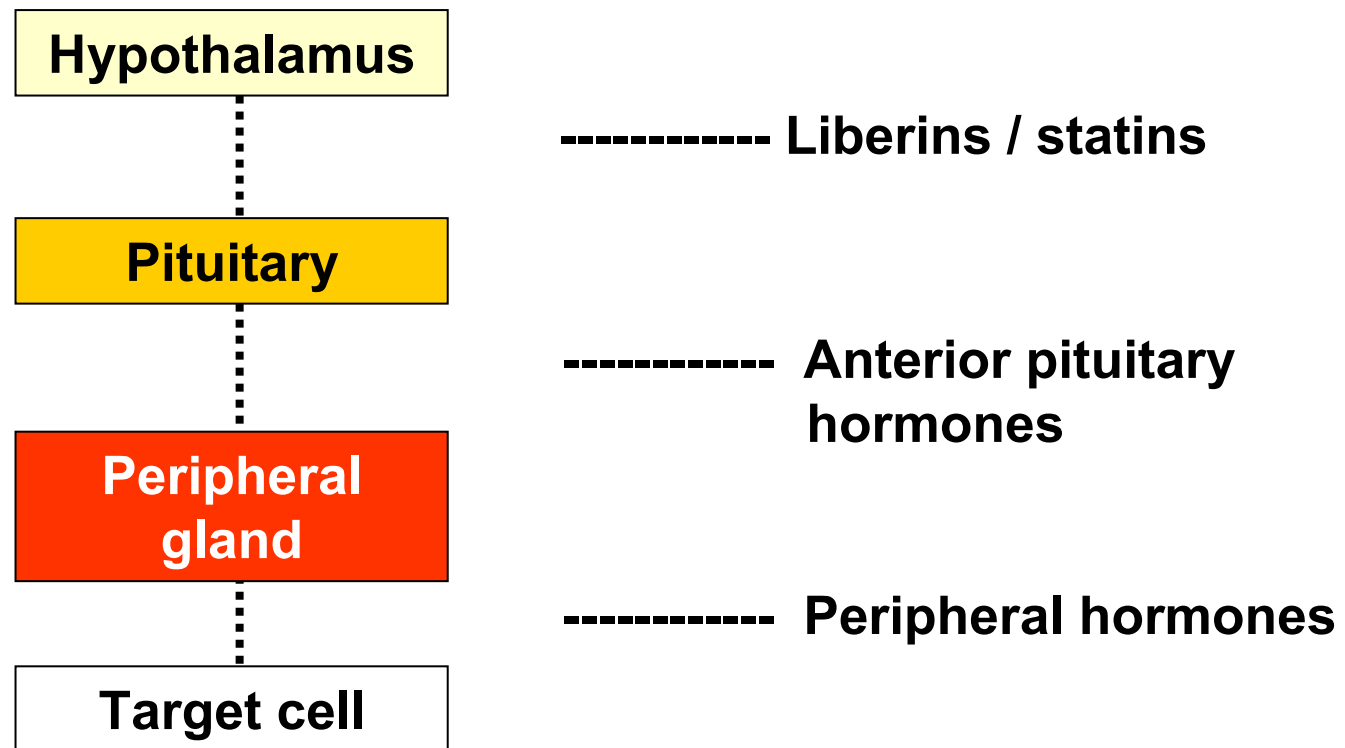 Hypothalamus
Liberins / statins
Pituitary
Anterior pituitary
hormones
Peripheral
gland
Peripheral hormones
Target cell